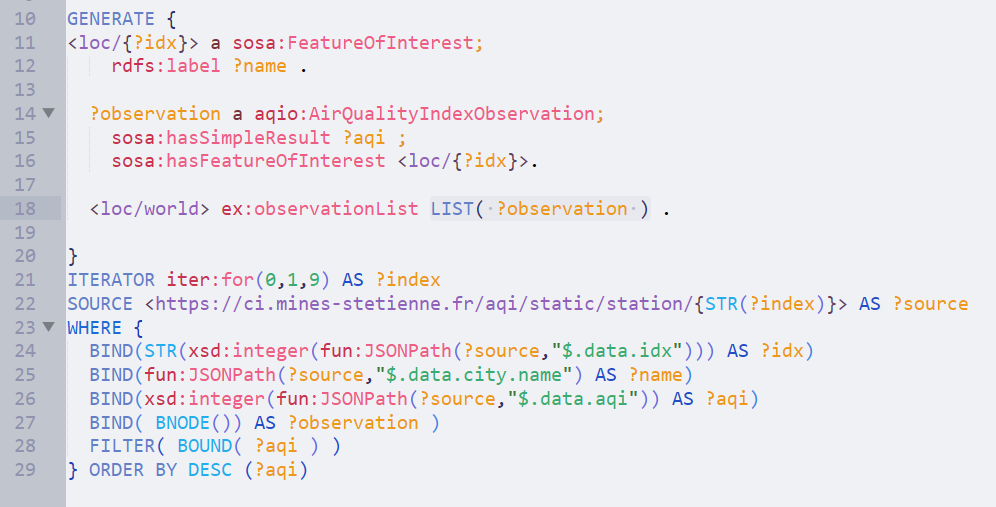 10 GENERATE {
11 <loc/{?idx}> a sosa:FeatureOfInterest;
12 rdfs:label ?name .
13
14 ?observation a aqio:AirQualityIndexObservation;
15 sosa:hasSimpleResult ?aqi ;
16 sosa:hasFeatureOfInterest <loc/{?idx}>.
17
18 <loc/world> ex:observationList LIST( ?observation ) .
19
20 }
21 ITERATOR iter:for(0,1,9) AS ?index
22 SOURCE <https://ci.mines-stetienne.fr/aqi/static/station/{STR(?index)}> AS ?source
23 WHERE {
24 BIND(STR(xsd:integer(fun:JSONPath(?source,"$.data.idx"))) AS ?idx)
25 BIND(fun:JSONPath(?source,"$.data.city.name") AS ?name)
26 BIND(xsd:integer(fun:JSONPath(?source,"$.data.aqi")) AS ?aqi)
27 BIND( BNODE()) AS ?observation )
28 FILTER( BOUND( ?aqi ) )
29 } ORDER BY DESC (?aqi)